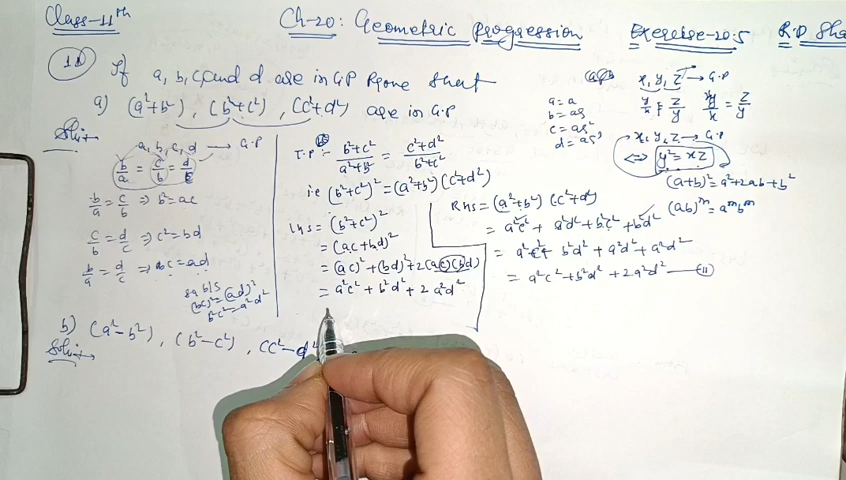 Class-11th Ch-20: Geometric progression Exercise-20.5 R.D Sha
11 If a, b, c, and d are in G.P Prove that
a) (a²+b²), (b²+c²), (c²+d²) are in G.P
Soln:-
a, b, c, d → G.P
b/a = c/b = d/c
b/a = c/b ⇒ b² = ac
c/b = d/c ⇒ c² = bd
b/a = d/c ⇒ bc = ad
sq b/s
(bc)² = (ad)²
b²c² = a²d²
T.P :- (b²+c²)/(a²+b²) = (c²+d²)/(b²+c²)
i.e (b²+c²)² = (a²+b²) (c²+d²)
LHS = (b²+c²)²
= (ac+bd)²
= (ac)² + (bd)² + 2(ac)(bd)
= a²c² + b²d² + 2a²d²
RHS = (a²+b²) (c²+d²)
= a²c² + a²d² + b²c² + b²d²
= a²c² + b²d² + a²d² + a²d²
= a²c² + b²d² + 2a²d² — (11)
a = a
b = as
c = as²
d = as³
x, y, z → G.P
y/x = z/y y/x = z/y
x, y, z → G.P
⇔ y² = xz
(a+b)² = a²+2ab+b²
(ab)ᵐ = aᵐbᵐ
b) (a²-b²), (b²-c²), (c²-d²
Soln:-